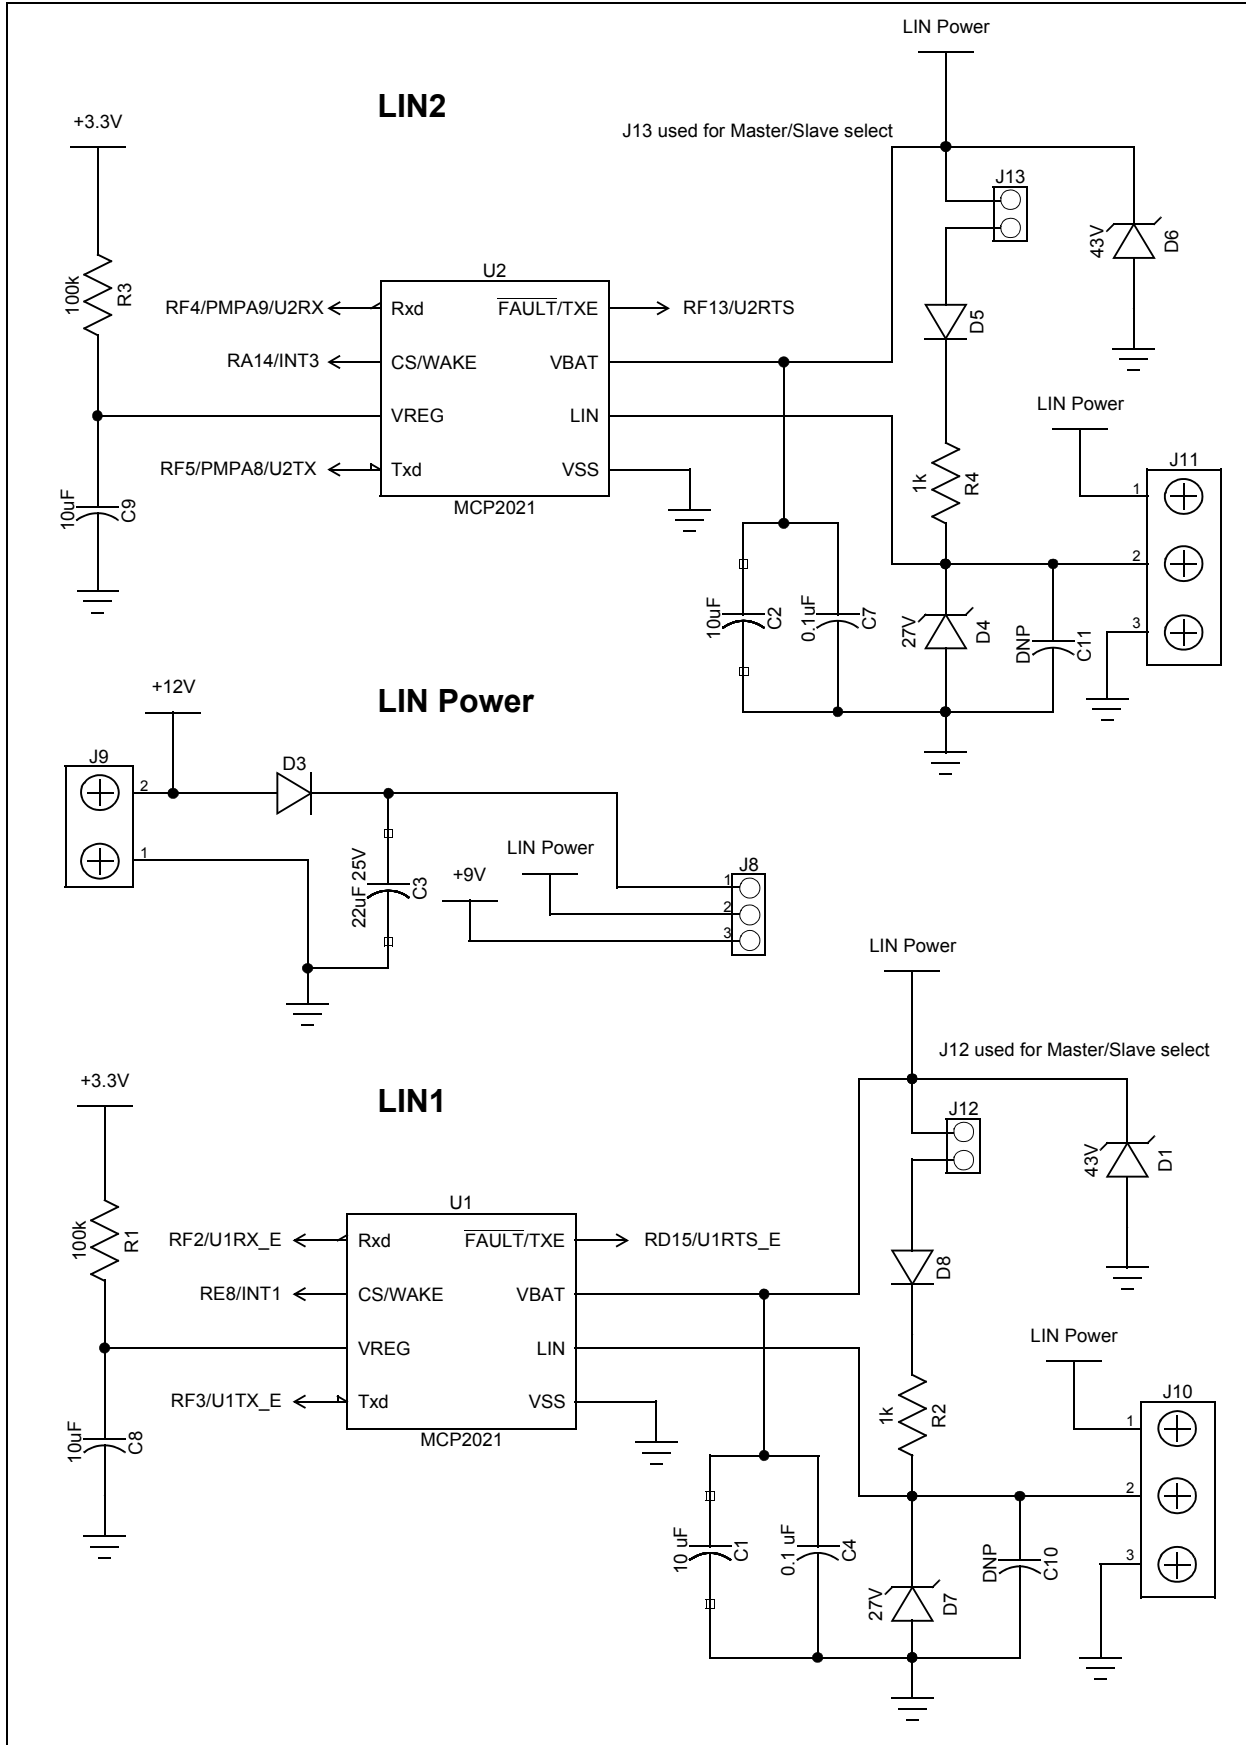 LIN Power
LIN2
+3.3V
J13 used for Master/Slave select
J13
43V
D6
100k
R3
U2
RF4/PMPA9/U2RX
Rxd
FAULT/TXE
RF13/U2RTS
D5
RA14/INT3
CS/WAKE
VBAT
VREG
LIN
LIN Power
RF5/PMPA8/U2TX
Txd
VSS
1k
R4
J11
1
2
3
MCP2021
10uF
C9
10uF
C2
0.1uF
C7
27V
D4
DNP
C11
+12V
LIN Power
J9
2
1
D3
22uF 25V
C3
LIN Power
+9V
J8
1
2
3
LIN Power
J12 used for Master/Slave select
+3.3V
LIN1
J12
43V
D1
100k
R1
U1
RF2/U1RX_E
Rxd
FAULT/TXE
RD15/U1RTS_E
D8
RE8/INT1
CS/WAKE
VBAT
VREG
LIN
LIN Power
RF3/U1TX_E
Txd
VSS
1k
R2
J10
1
2
3
MCP2021
10uF
C8
10 uF
C1
0.1 uF
C4
27V
D7
DNP
C10